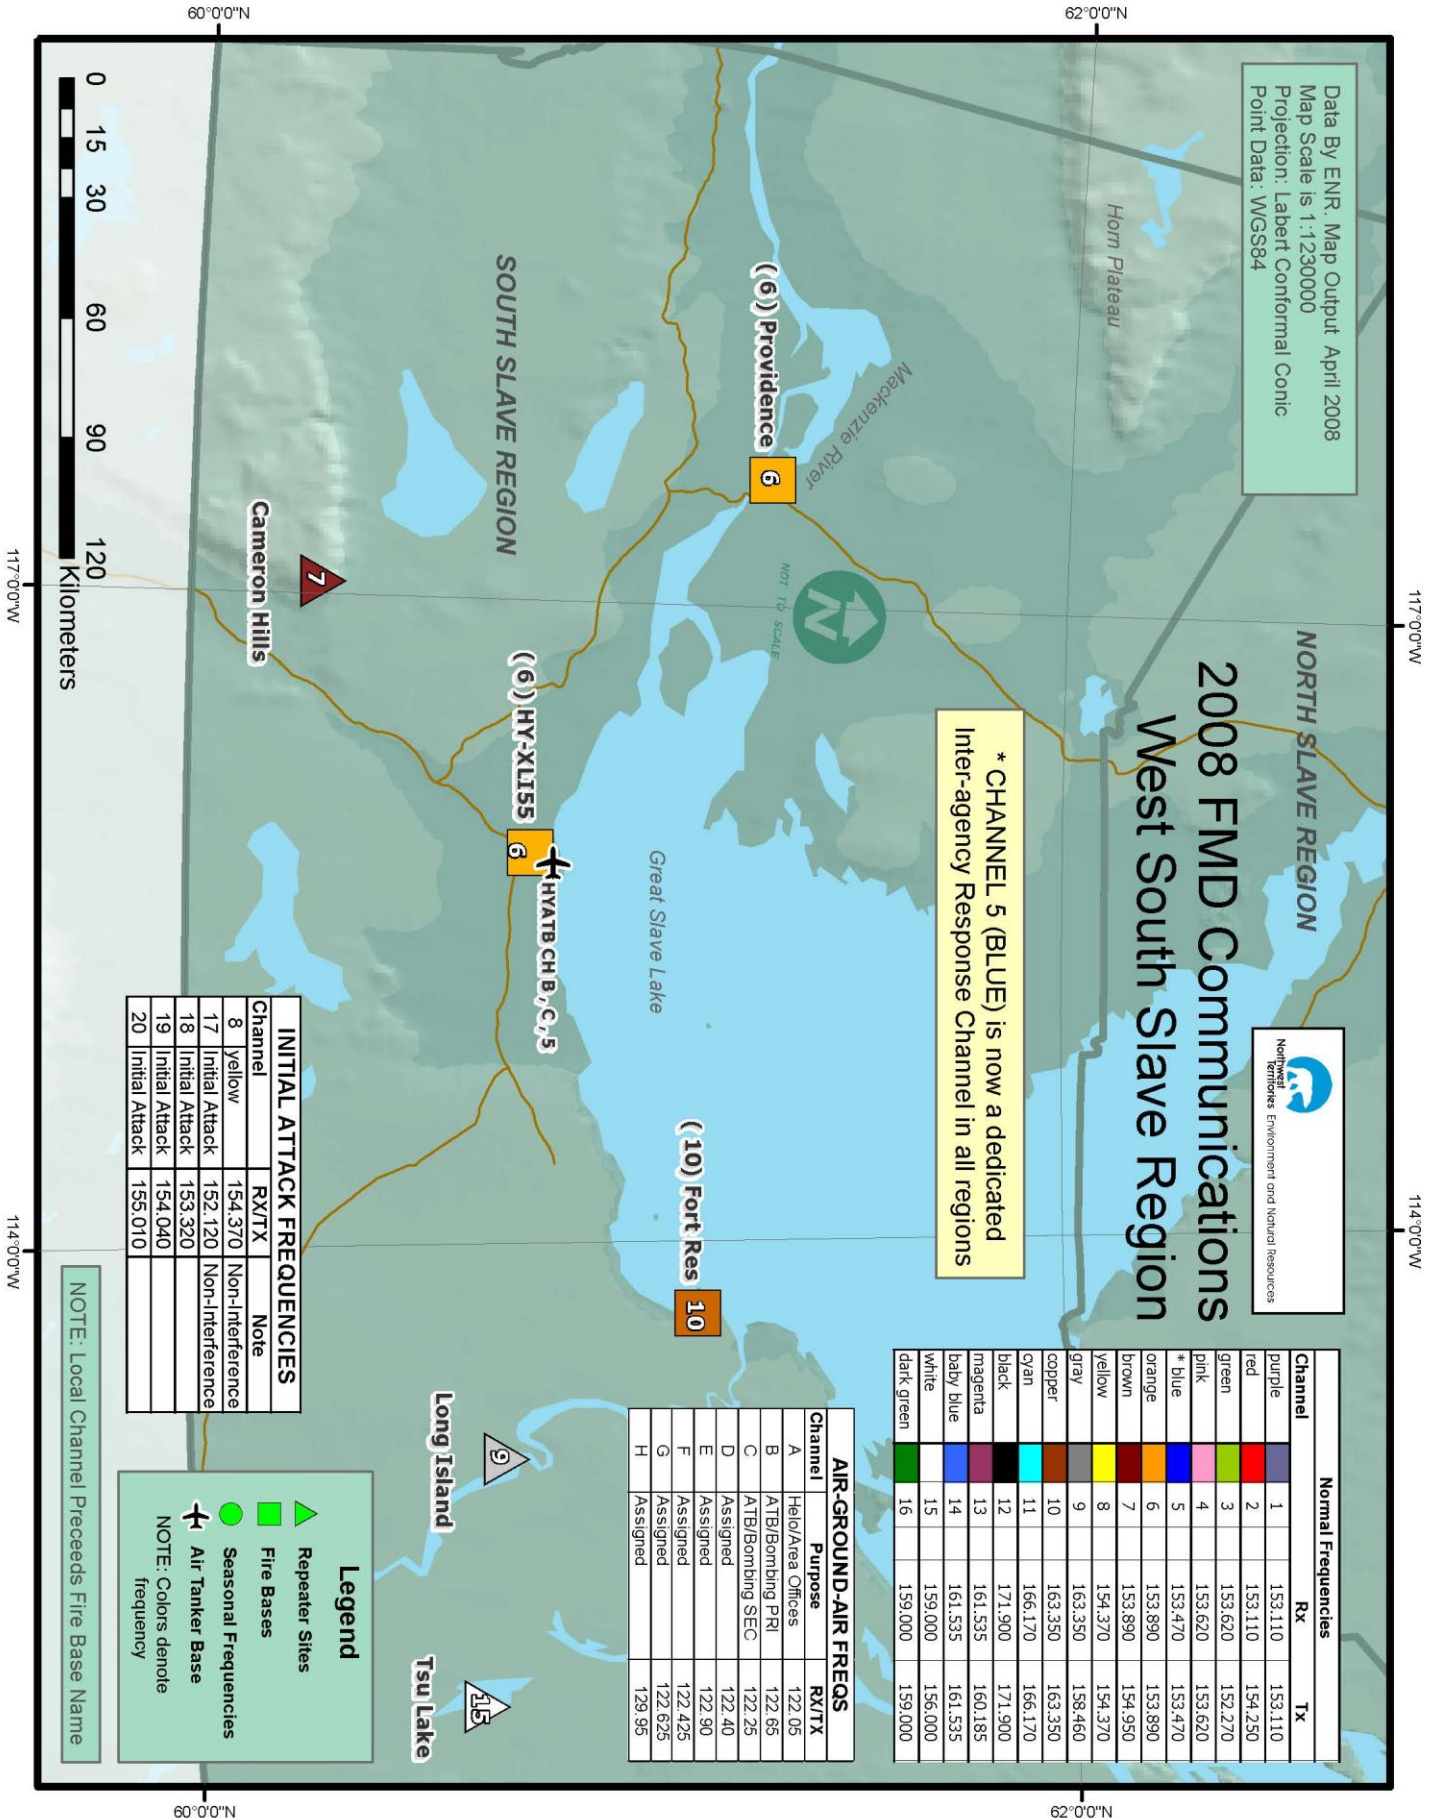 2008 FMD Communications
West South Slave Region
Data By ENR. Map Output April 2008
Map Scale is 1:1230000
Projection: Labert Conformal Conic
Point Data: WGS84
Northwest
Territories Environment and Natural Resources
* CHANNEL 5 (BLUE) is now a dedicated
Inter-agency Response Channel in all regions
Normal Frequencies
Channel Rx Tx
purple 1 153.110 153.110
red 2 153.110 154.250
green 3 153.620 152.270
pink 4 153.620 153.620
* blue 5 153.470 153.470
orange 6 153.890 153.890
brown 7 153.890 154.950
yellow 8 154.370 154.370
gray 9 163.350 158.460
copper 10 163.350 163.350
cyan 11 166.170 166.170
black 12 171.900 171.900
magenta 13 161.535 160.185
baby blue 14 161.535 161.535
white 15 159.000 156.000
dark green 16 159.000 159.000
AIR-GROUND-AIR FREQS
Channel Purpose RX/TX
A Helo/Area Offices 122.05
B ATB/Bombing PRI 122.65
C ATB/Bombing SEC 122.25
D Assigned 122.40
E Assigned 122.90
F Assigned 122.425
G Assigned 122.625
H Assigned 129.95
NORTH SLAVE REGION
Horn Plateau
Mackenzie River
(6) Providence
6
NOT TO SCALE
N
SOUTH SLAVE REGION
Great Slave Lake
(6) HY-XLI55
6
HYATB CH B, C, 5
(10) Fort Res
10
Cameron Hills
7
Long Island
9
Tsu Lake
15
INITIAL ATTACK FREQUENCIES
Channel RX/TX Note
8 yellow 154.370 Non-Interference
17 Initial Attack 152.120 Non-Interference
18 Initial Attack 153.320
19 Initial Attack 154.040
20 Initial Attack 155.010
Legend
Repeater Sites
Fire Bases
Seasonal Frequencies
Air Tanker Base
NOTE: Colors denote
frequency
NOTE: Local Channel Preceeds Fire Base Name
0 15 30 60 90 120
Kilometers
60°0'0"N
62°0'0"N
117°0'0"W
114°0'0"W
117°0'0"W
114°0'0"W
60°0'0"N
62°0'0"N